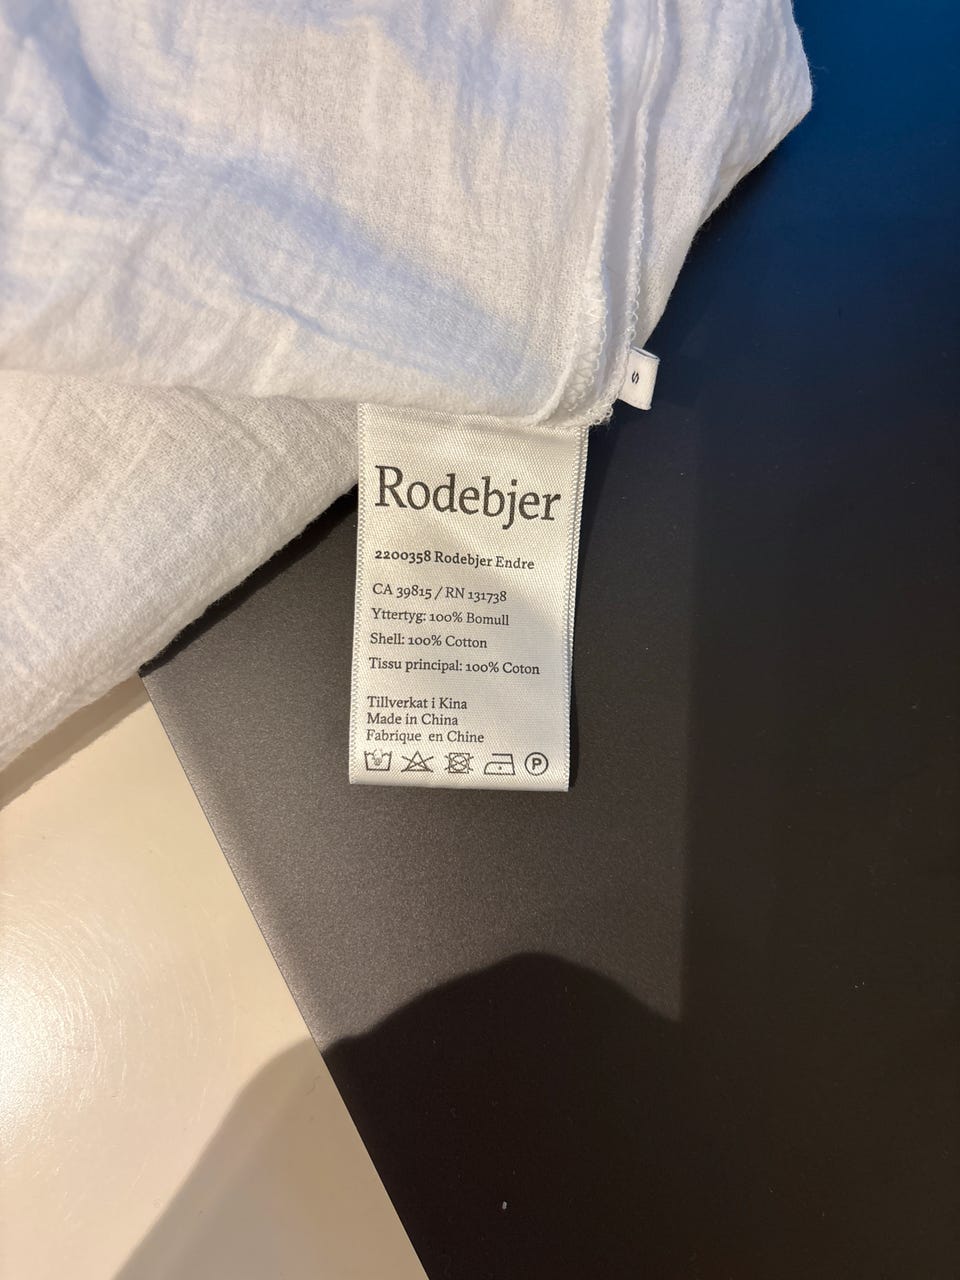 S
Rodebjer
2200358 Rodebjer Endre
CA 39815 / RN 131738
Yttertyg: 100% Bomull
Shell: 100% Cotton
Tissu principal: 100% Coton
Tillverkat i Kina
Made in China
Fabrique en Chine
P